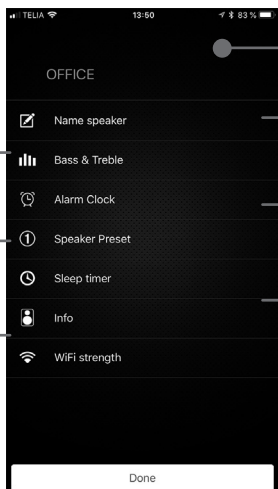 TELIA 13:50 83 %
OFFICE
Name speaker
Bass & Treble
Alarm Clock
1 Speaker Preset
Sleep timer
Info
WiFi strength
Done